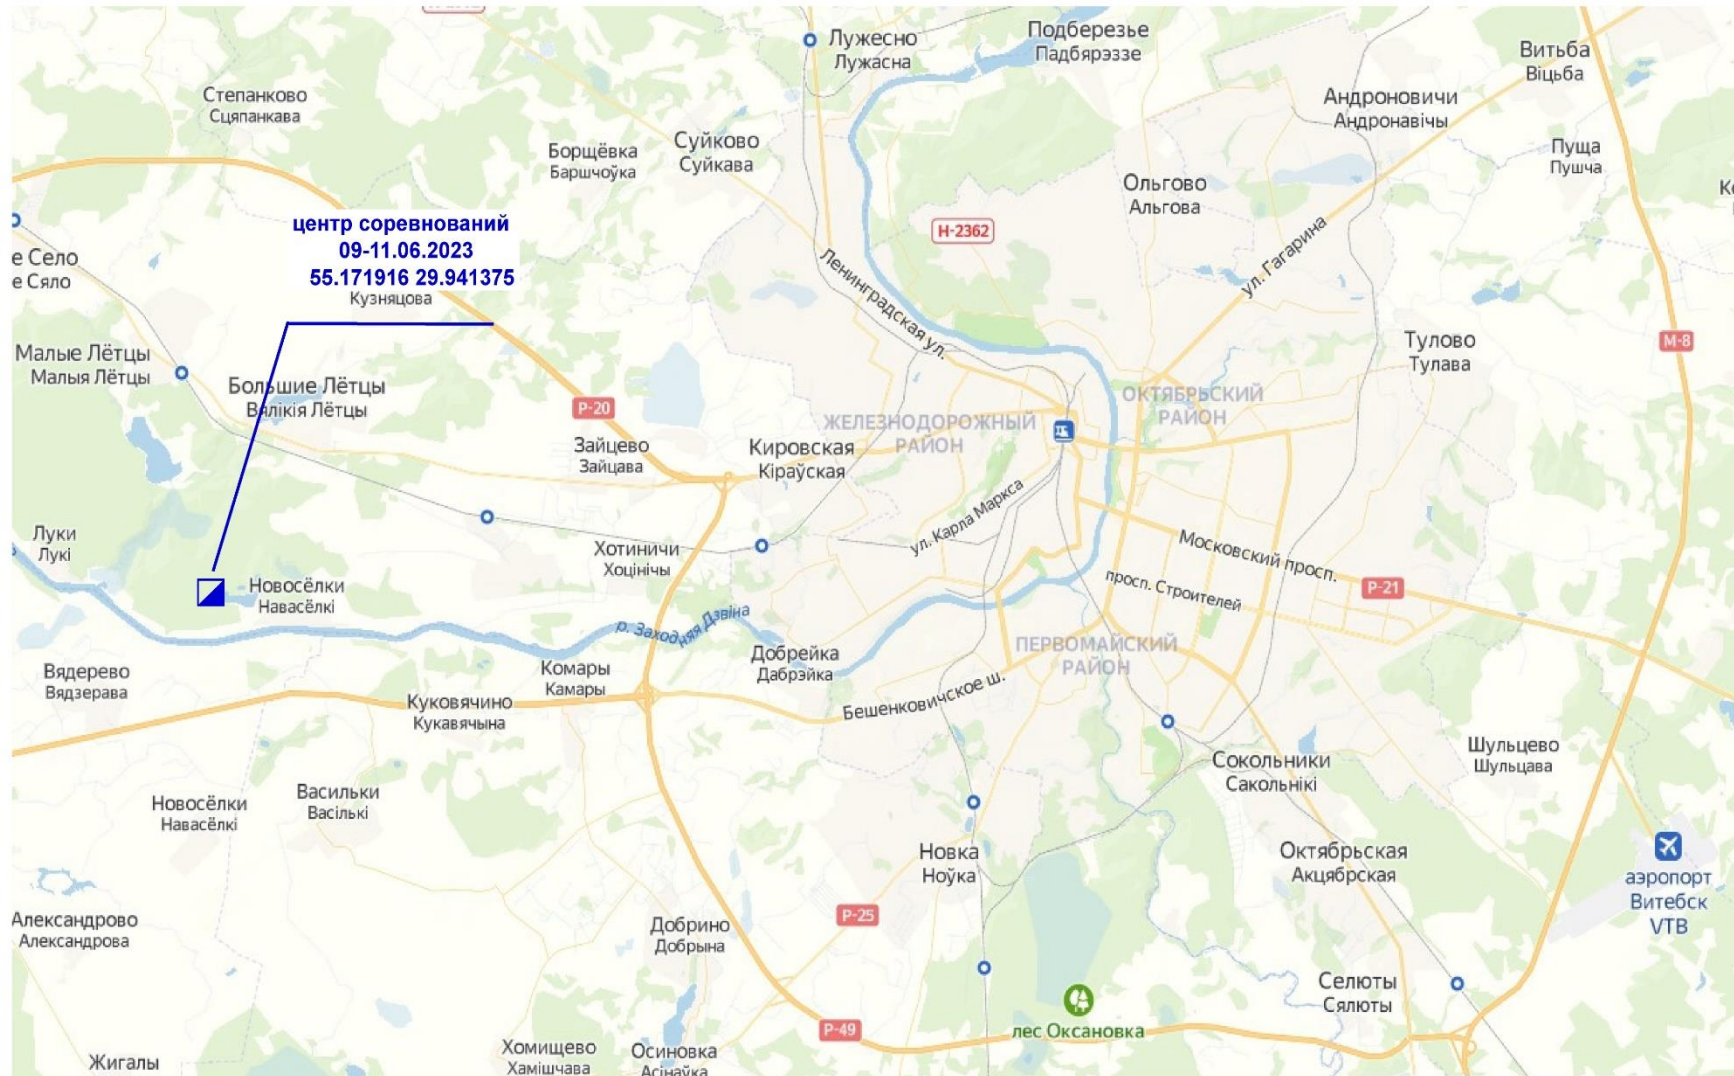 Лужесно
Лужасна
Подберезье
Падбярэззе
Витьба
Віцьба
Степанково
Сцяпанкава
Андроновичи
Андронавічы
Борщёвка
Баршчоўка
Суйково
Суйкава
Пуща
Пушча
Ольгово
Альгова
центр соревнований
09-11.06.2023
55.171916 29.941375
Кузняцова
Н-2362
е Село
е Сяло
Ленинградская ул.
ул. Гагарина
Малые Лётцы
Малыя Лётцы
Большие Лётцы
Вялікія Лётцы
Тулово
Тулава
М-8
Р-20
ЖЕЛЕЗНОДОРОЖНЫЙ
РАЙОН
ОКТЯБРЬСКИЙ
РАЙОН
Зайцево
Зайцава
Кировская
Кіраўская
ул. Карла Маркса
Луки
Лукі
Хотиничи
Хоцінічы
Московский просп.
просп. Строителей
Р-21
Новосёлки
Навасёлкі
р. Заходняя Дзвіна
Добрейка
Дабрэйка
ПЕРВОМАЙСКИЙ
РАЙОН
Вядерево
Вядзерава
Комары
Камары
Куковячино
Кукавячына
Бешенковичское ш.
Сокольники
Сакольнікі
Шульцево
Шульцава
Новосёлки
Навасёлкі
Васильки
Васількі
Новка
Ноўка
Октябрьская
Акцябрская
аэропорт
Витебск
VTB
Александрово
Александрова
Добрино
Добрына
Р-25
Селюты
Сялюты
Р-49
лес Оксановка
Жигалы
Хомищево
Хамішчава
Осиновка
Асінаўка